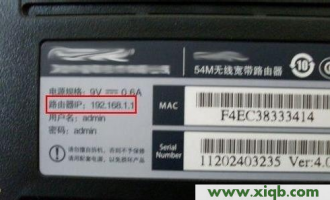 54M无线宽带路由器
电源规格: 9V 0.6A
路由器IP: 192.168.1.1
用户名: admin
密码: admin
MAC
F4EC38333414
Serial
Number
11202403235 Ver:4.0
www.xiqb.com